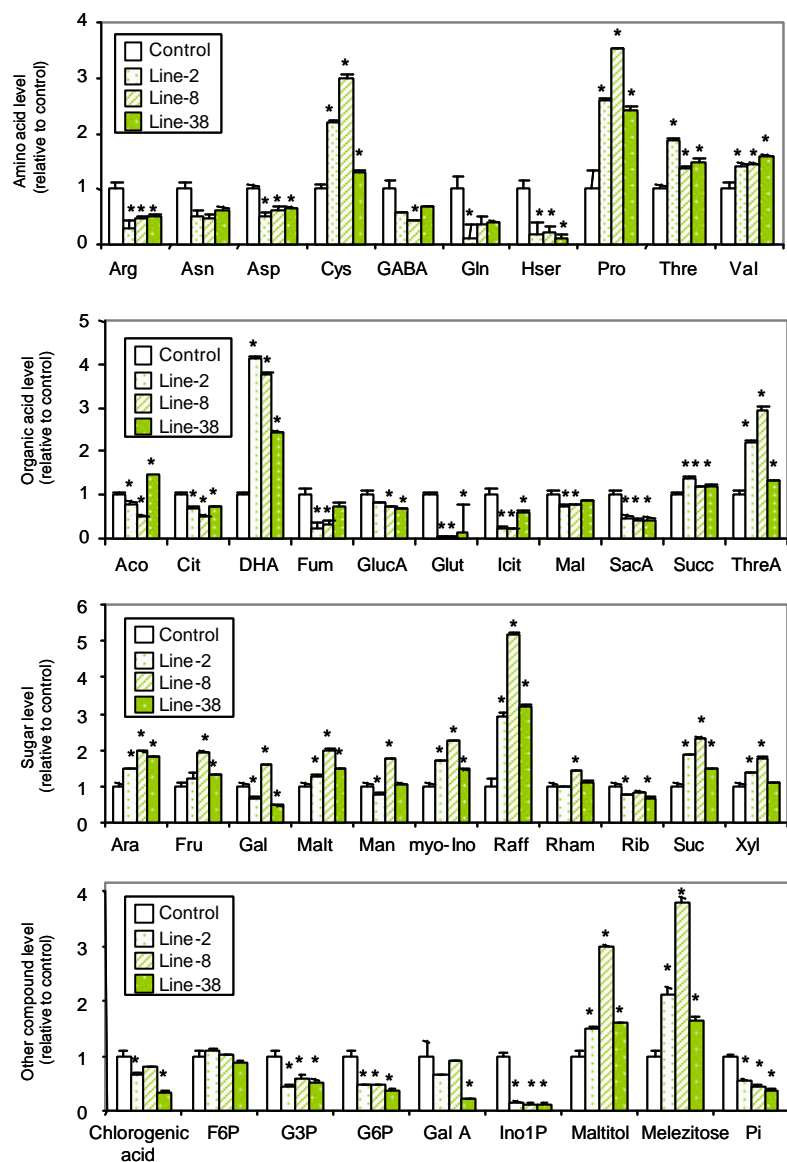 Amino acid level
(relative to control)
4
3
2
1
0
Control
Line-2
Line-8
Line-38
* * * * * * * * * * * * * * * * * * * * * * * *
Arg Asn Asp Cys GABA Gln Hser Pro Thre Val
Organic acid level
(relative to control)
5
4
3
2
1
0
Control
Line-2
Line-8
Line-38
Aco Cit DHA Fum GlucA Glut Icit Mal SacA Succ ThreA
Sugar level
(relative to control)
6
5
4
3
2
1
0
Control
Line-2
Line-8
Line-38
Ara Fru Gal Malt Man myo-Ino Raff Rham Rib Suc Xyl
Other compound level
(relative to control)
4
3
2
1
0
Control
Line-2
Line-8
Line-38
Chlorogenic acid F6P G3P G6P Gal A Ino1P Maltitol Melezitose Pi